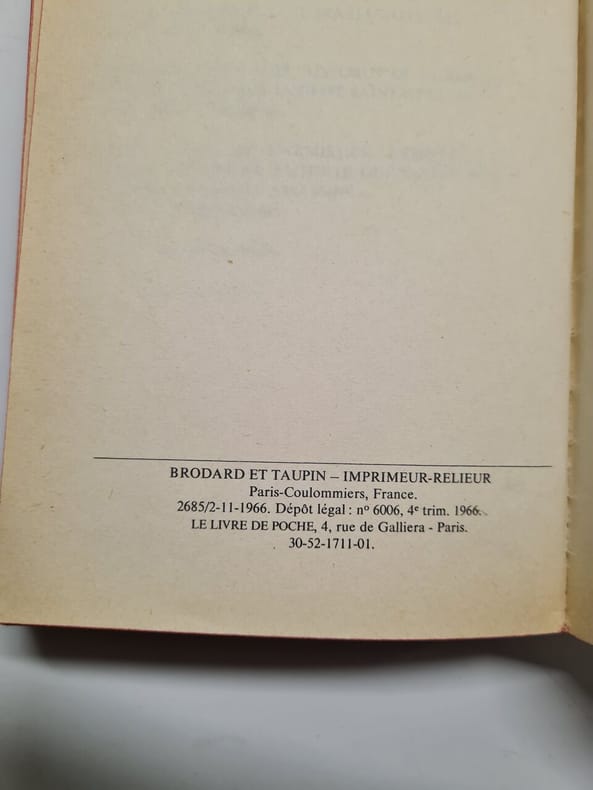 BRODARD ET TAUPIN – IMPRIMEUR-RELIEUR
Paris-Coulommiers, France.
2685/2-11-1966. Dépôt légal : nº 6006, 4ᵉ trim. 1966.
LE LIVRE DE POCHE, 4, rue de Galliera - Paris.
30-52-1711-01.